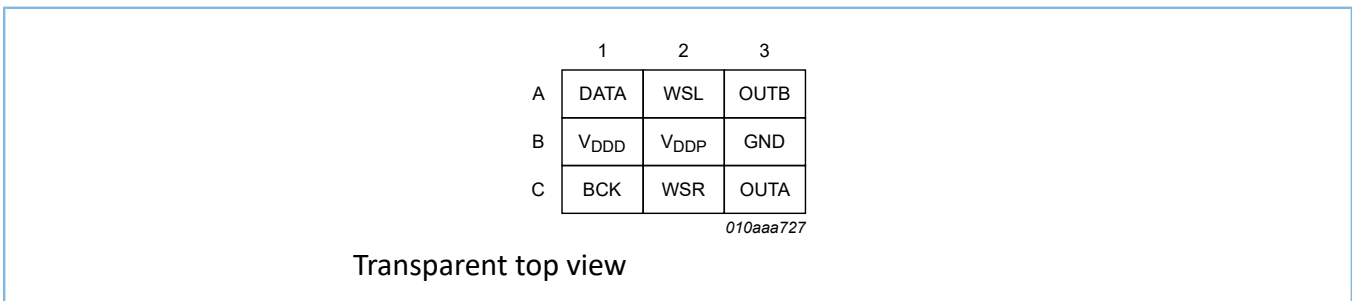 1 2 3
A DATA WSL OUTB
B VDDD VDDP GND
C BCK WSR OUTA
010aaa727
Transparent top view